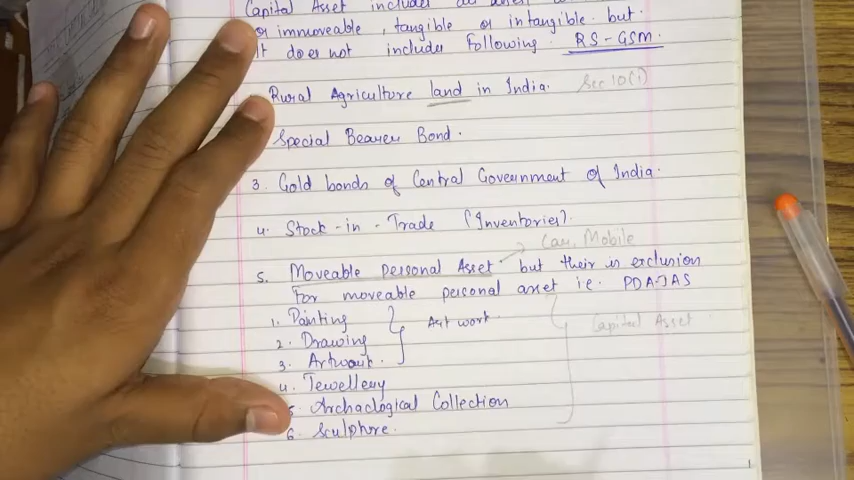 Capital Asset includes
or immoveable, tangible or intangible but
It does not includes Following. RS-GSM.
Rural Agriculture land in India. Sec 10(1)
Special Bearer Bond.
3. Gold bonds of Central Government of India.
4. Stock-in-Trade (Inventories).
Car, Mobile
5. Moveable Personal Asset but their is exclusion
For moveable personal asset i.e. PDA-JAS
1. Painting
2. Drawing Art work.
3. Artwork. Capital Asset
4. Jewellery
5. Archaclogical Collection
6. Sculphre.